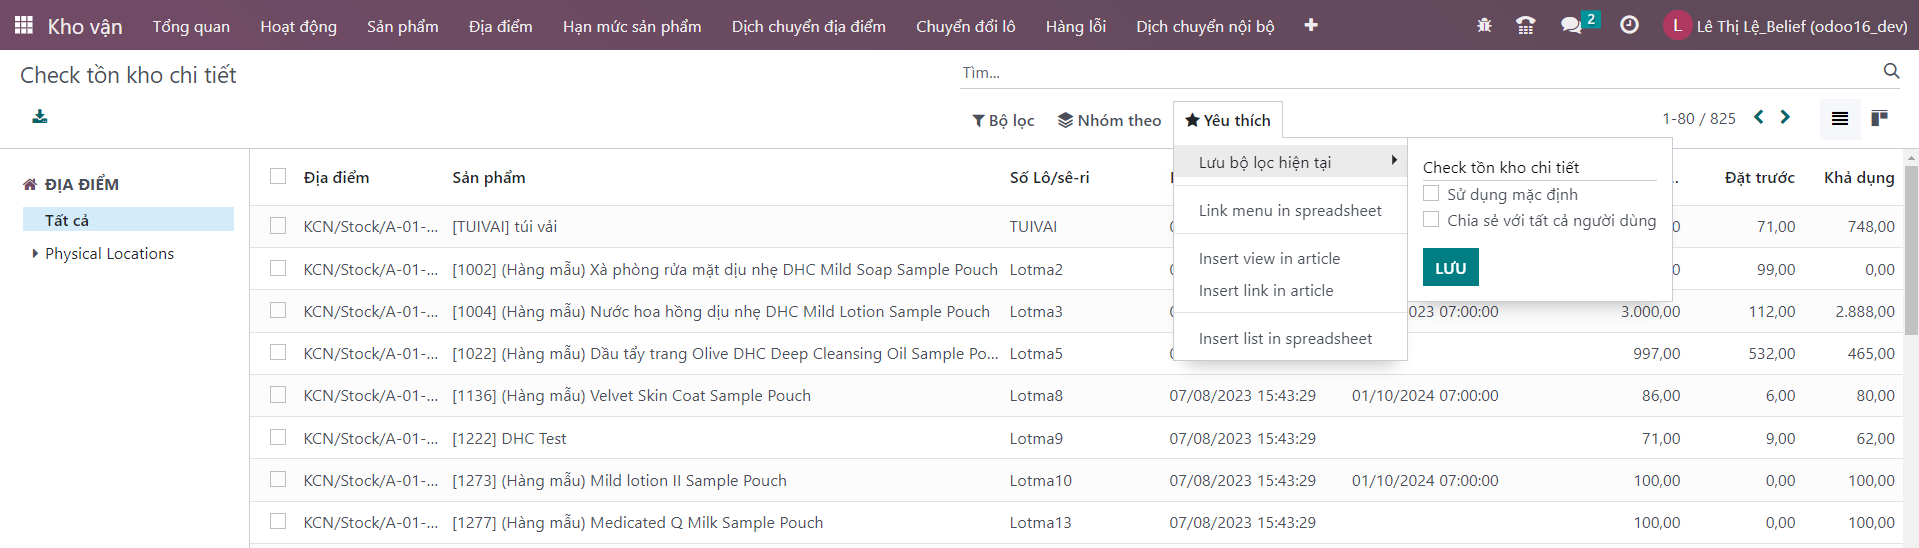 Kho vận Tổng quan Hoạt động Sản phẩm Địa điểm Hạn mức sản phẩm Dịch chuyển địa điểm Chuyển đổi lô Hàng lỗi Dịch chuyển nội bộ 2 L Lê Thị Lệ_Belief (odoo16_dev)
Check tồn kho chi tiết
Tìm...
Bộ lọc Nhóm theo Yêu thích 1-80 / 825
Lưu bộ lọc hiện tại
Link menu in spreadsheet
Insert view in article
Insert link in article
Insert list in spreadsheet
Check tồn kho chi tiết
Sử dụng mặc định
Chia sẻ với tất cả người dùng
LƯU
ĐỊA ĐIỂM
Tất cả
Physical Locations
Địa điểm Sản phẩm Số Lô/sê-ri Đặt trước Khả dụng
KCN/Stock/A-01-... [TUIVAI] túi vải TUIVAI 71,00 748,00
KCN/Stock/A-01-... [1002] (Hàng mẫu) Xà phòng rửa mặt dịu nhẹ DHC Mild Soap Sample Pouch Lotma2 99,00 0,00
KCN/Stock/A-01-... [1004] (Hàng mẫu) Nước hoa hồng dịu nhẹ DHC Mild Lotion Sample Pouch Lotma3 023 07:00:00 3.000,00 112,00 2.888,00
KCN/Stock/A-01-... [1022] (Hàng mẫu) Dầu tẩy trang Olive DHC Deep Cleansing Oil Sample Po... Lotma5 997,00 532,00 465,00
KCN/Stock/A-01-... [1136] (Hàng mẫu) Velvet Skin Coat Sample Pouch Lotma8 07/08/2023 15:43:29 01/10/2024 07:00:00 86,00 6,00 80,00
KCN/Stock/A-01-... [1222] DHC Test Lotma9 07/08/2023 15:43:29 71,00 9,00 62,00
KCN/Stock/A-01-... [1273] (Hàng mẫu) Mild lotion II Sample Pouch Lotma10 07/08/2023 15:43:29 01/10/2024 07:00:00 100,00 0,00 100,00
KCN/Stock/A-01-... [1277] (Hàng mẫu) Medicated Q Milk Sample Pouch Lotma13 07/08/2023 15:43:29 100,00 0,00 100,00